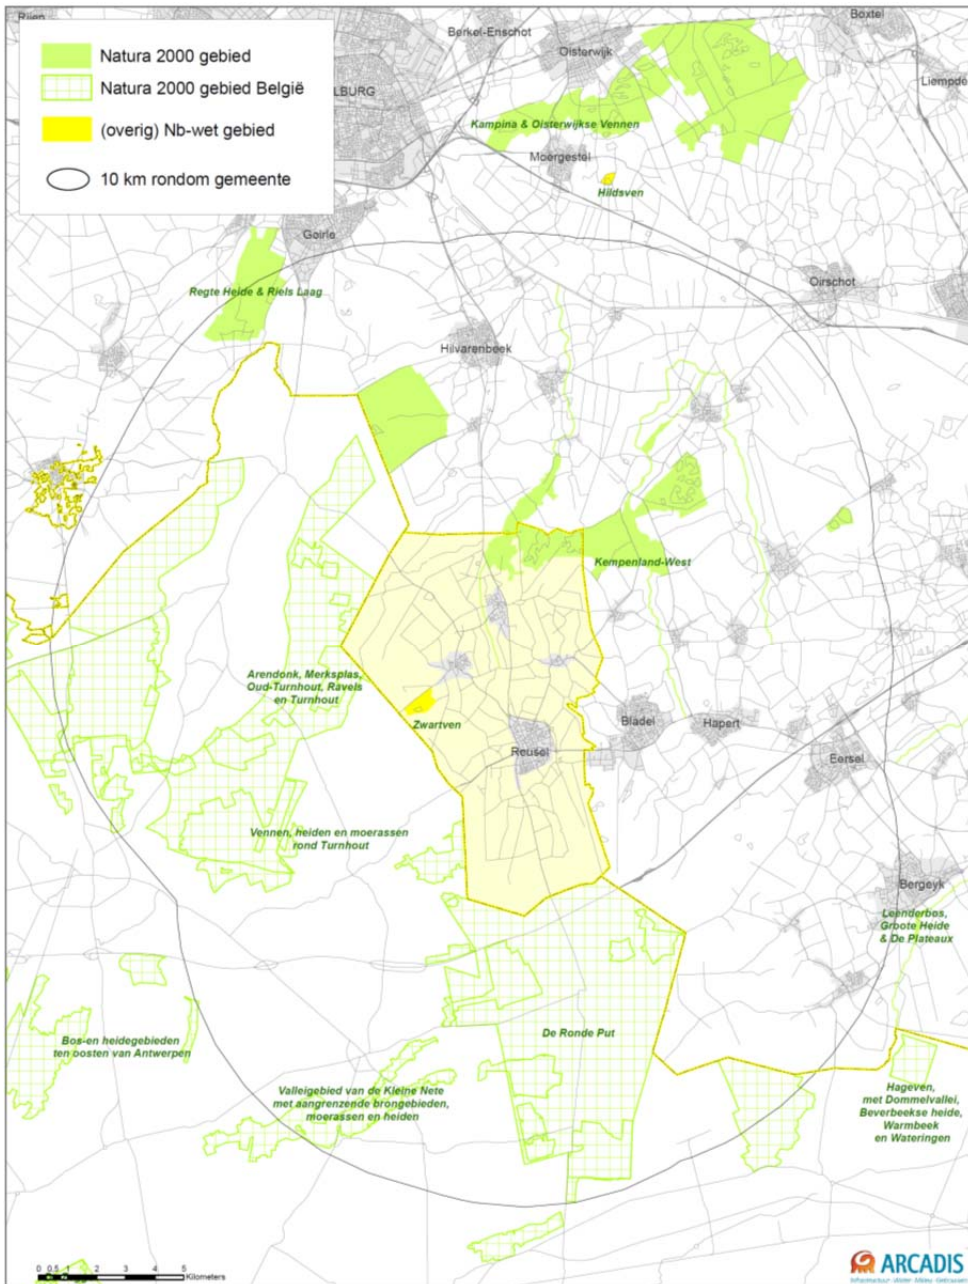 Rijen
Berkel-Enschot
Boxtel
Natura 2000 gebied
Natura 2000 gebied België
(overig) Nb-wet gebied
10 km rondom gemeente
Oisterwijk
Liempde
LBURG
Kampina & Oisterwijkse Vennen
Moergestel
Hildsven
Goirle
Regte Heide & Riels Laag
Oirschot
Hilvarenbeek
Kempenland-West
Arendonk, Merksplas,
Oud-Turnhout, Ravels
en Turnhout
Zwartven
Reusel
Bladel
Hapert
Eersel
Vennen, heiden en moerassen
rond Turnhout
Bergeyk
Leenderbos,
Groote Heide
& De Plateaux
De Ronde Put
Bos-en heidegebieden
ten oosten van Antwerpen
Valleigebied van de Kleine Nete
met aangrenzende brongebieden,
moerassen en heiden
Hageven,
met Dommelvallei,
Beverbeekse heide,
Warmbeek
en Wateringen
0 0,5 1 2 3 4 5
Kilometers
ARCADIS